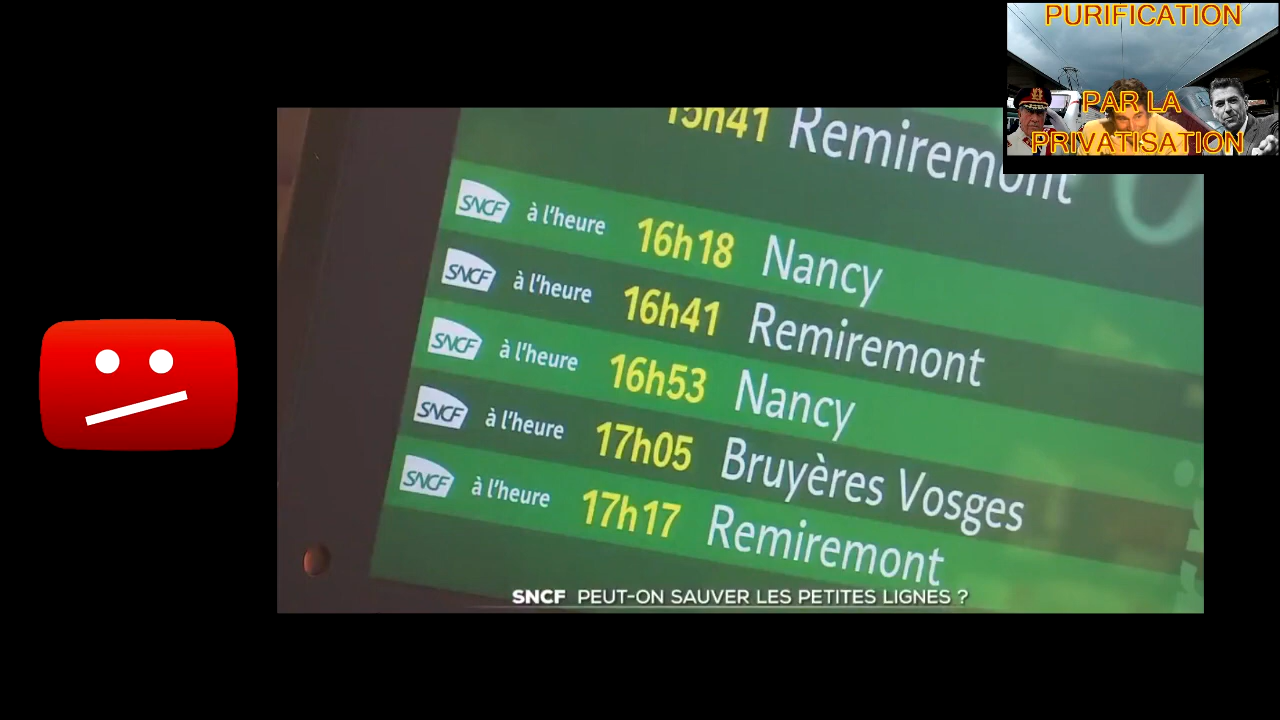 PURIFICATION
PAR LA
PRIVATISATION
15h41 Remiremont
SNCF à l'heure 16h18 Nancy
SNCF à l'heure 16h41 Remiremont
SNCF à l'heure 16h53 Nancy
SNCF à l'heure 17h05 Bruyères Vosges
SNCF à l'heure 17h17 Remiremont
SNCF PEUT-ON SAUVER LES PETITES LIGNES ?